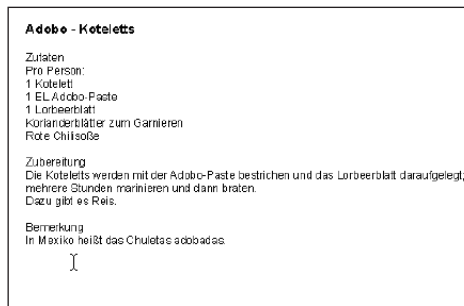 Adobo - Koteletts
Zutaten
Pro Person:
1 Kotelett
1 EL Adobo-Paste
1 Lorbeerblatt
Korianderblätter zum Garnieren
Rote Chilisoße
Zubereitung
Die Koteletts werden mit der Adobo-Paste bestrichen und das Lorbeerblatt daraufgelegt;
mehrere Stunden marinieren und dann braten.
Dazu gibt es Reis.
Bemerkung
In Mexiko heißt das Chuletas adobadas.